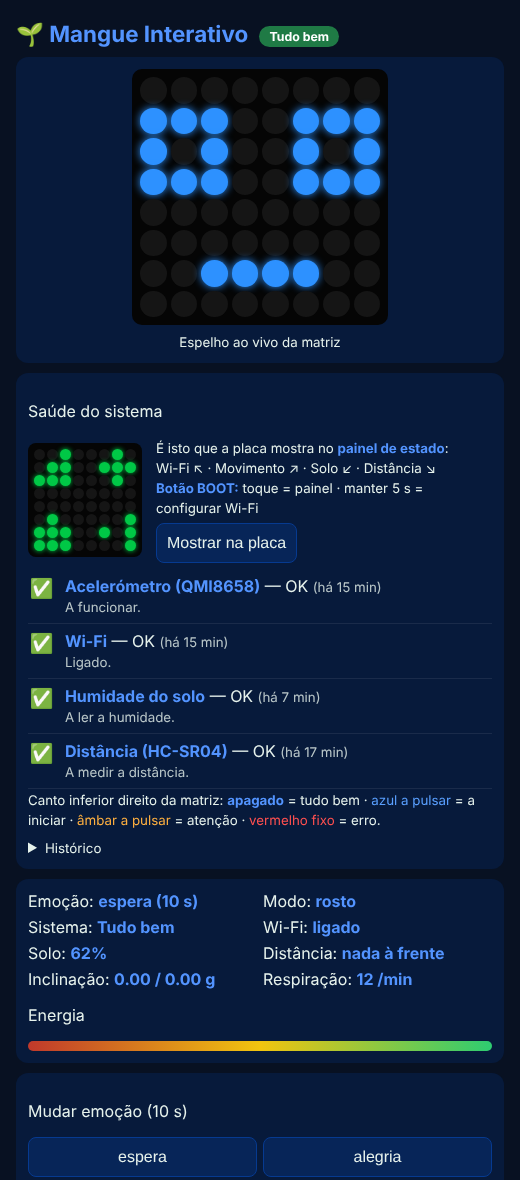 🌱 Mangue Interativo Tudo bem
Espelho ao vivo da matriz
Saúde do sistema
É isto que a placa mostra no painel de estado:
Wi-Fi ↖ · Movimento ↗ · Solo ↙ · Distância ↘
Botão BOOT: toque = painel · manter 5 s =
configurar Wi-Fi
Mostrar na placa
✅ Acelerómetro (QMI8658) — OK (há 15 min)
A funcionar.
✅ Wi-Fi — OK (há 15 min)
Ligado.
✅ Humidade do solo — OK (há 7 min)
A ler a humidade.
✅ Distância (HC-SR04) — OK (há 17 min)
A medir a distância.
Canto inferior direito da matriz: apagado = tudo bem · azul a pulsar = a
iniciar · âmbar a pulsar = atenção · vermelho fixo = erro.
▶ Histórico
Emoção: espera (10 s) Modo: rosto
Sistema: Tudo bem Wi-Fi: ligado
Solo: 62% Distância: nada à frente
Inclinação: 0.00 / 0.00 g Respiração: 12 /min
Energia
Mudar emoção (10 s)
espera alegria